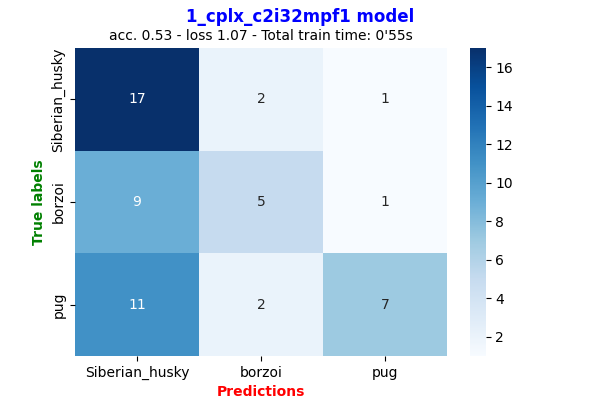 1_cplx_c2i32mpf1 model
acc. 0.53 - loss 1.07 - Total train time: 0'55s
True labels
Siberian_husky
17
2
1
borzoi
9
5
1
pug
11
2
7
Siberian_husky borzoi pug
Predictions
16
14
12
10
8
6
4
2